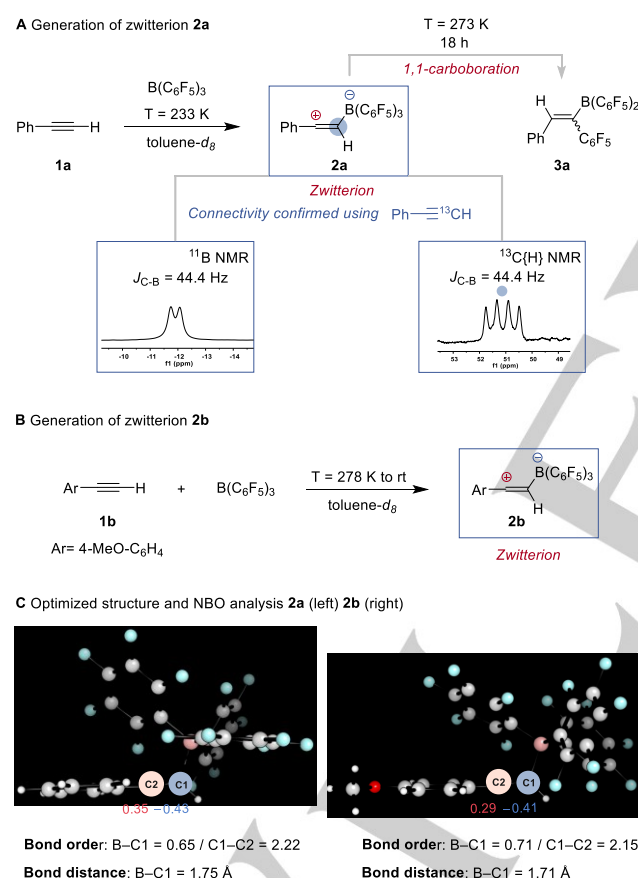 A Generation of zwitterion 2a
T = 273 K
18 h
1,1-carboboration
B(C6F5)3
T = 233 K
toluene-d8
Ph
H
1a
⊕
⊖
B(C6F5)3
Ph
H
2a
Zwitterion
H
B(C6F5)2
Ph
C6F5
3a
Connectivity confirmed using Ph 13CH
11B NMR
JC-B = 44.4 Hz
-10 -11 -12 -13 -14
f1 (ppm)
13C{H} NMR
JC-B = 44.4 Hz
53 52 51 50 49
f1 (ppm)
B Generation of zwitterion 2b
Ar
H
1b
Ar= 4-MeO-C6H4
+
B(C6F5)3
T = 278 K to rt
toluene-d8
⊕
⊖
B(C6F5)3
Ar
H
2b
Zwitterion
C Optimized structure and NBO analysis 2a (left) 2b (right)
C2 C1
0.35 −0.43
C2 C1
0.29 −0.41
Bond order: B–C1 = 0.65 / C1–C2 = 2.22
Bond distance: B–C1 = 1.75 Å
Bond order: B–C1 = 0.71 / C1–C2 = 2.15
Bond distance: B–C1 = 1.71 Å